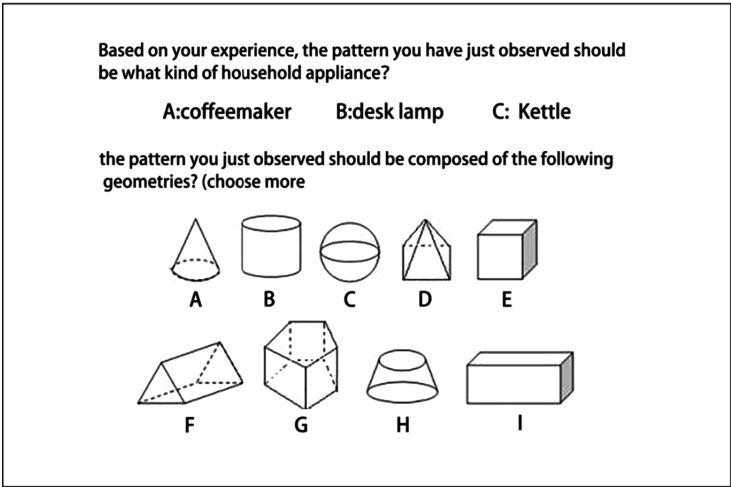 Based on your experience, the pattern you have just observed should
be what kind of household appliance?
A:coffeemaker B:desk lamp C: Kettle
the pattern you just observed should be composed of the following
geometries? (choose more
A B C D E
F G H I